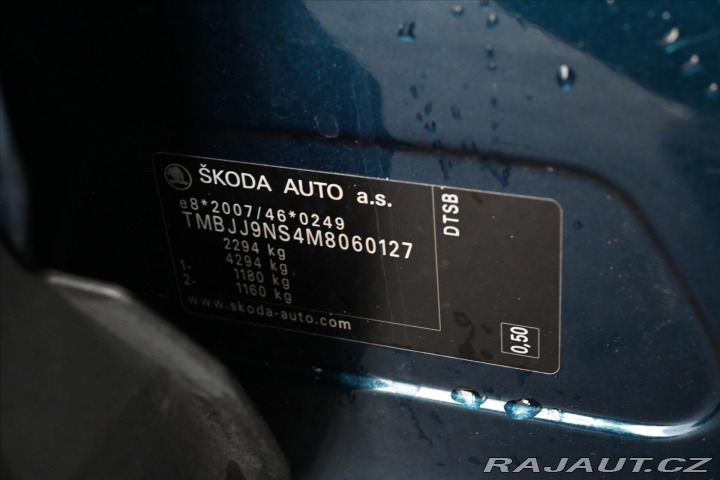 ŠKODA AUTO a.s.
e8*2007/46*0249
TMBJJ9NS4M8060127
2294 kg
4294 kg
1- 1180 kg
2- 1160 kg
www.skoda-auto.com
DTSB
0,50
RAJAUT.CZ